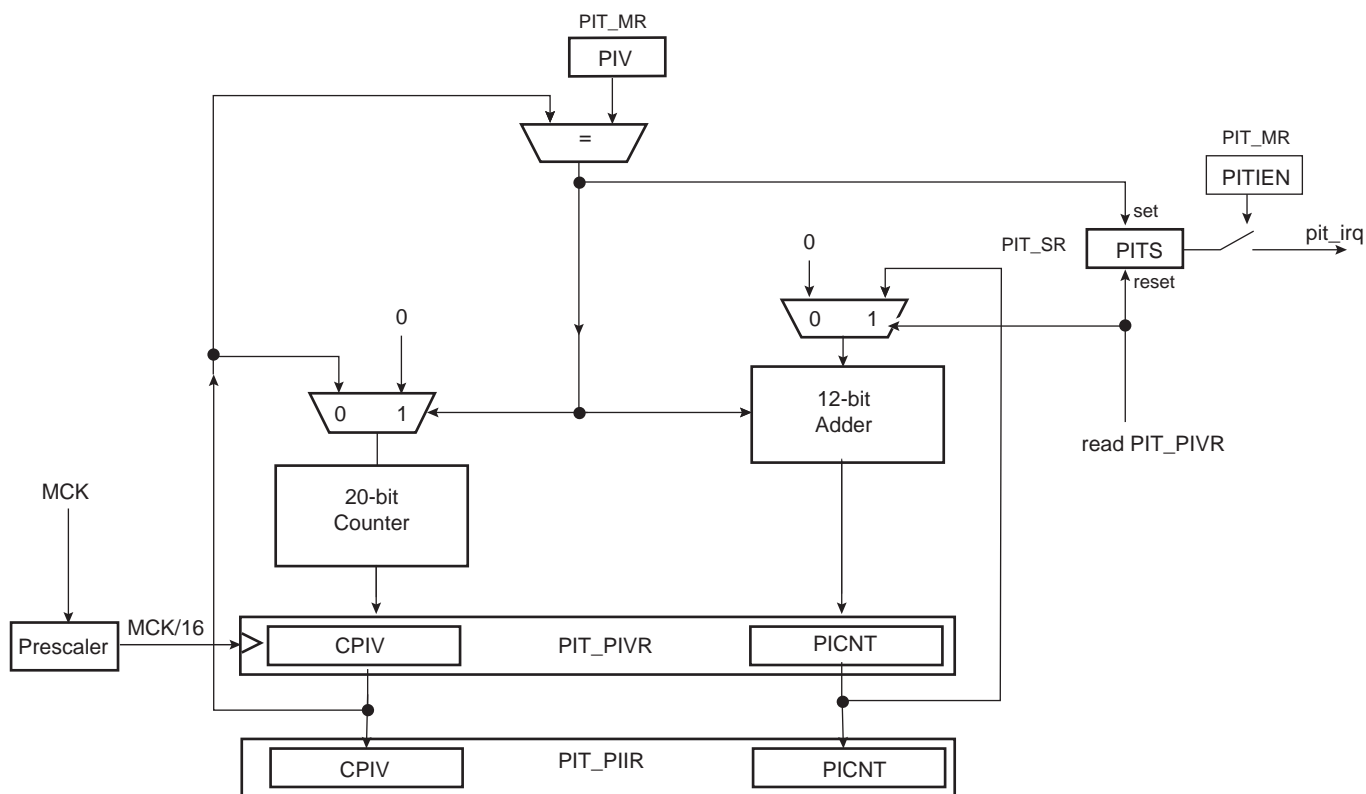 PIT_MR
PIV
=
PIT_MR
PITIEN
set
PIT_SR
PITS
pit_irq
reset
0
0 1
0
0 1
12-bit
Adder
read PIT_PIVR
MCK
20-bit
Counter
Prescaler
MCK/16
CPIV
PIT_PIVR
PICNT
CPIV
PIT_PIIR
PICNT